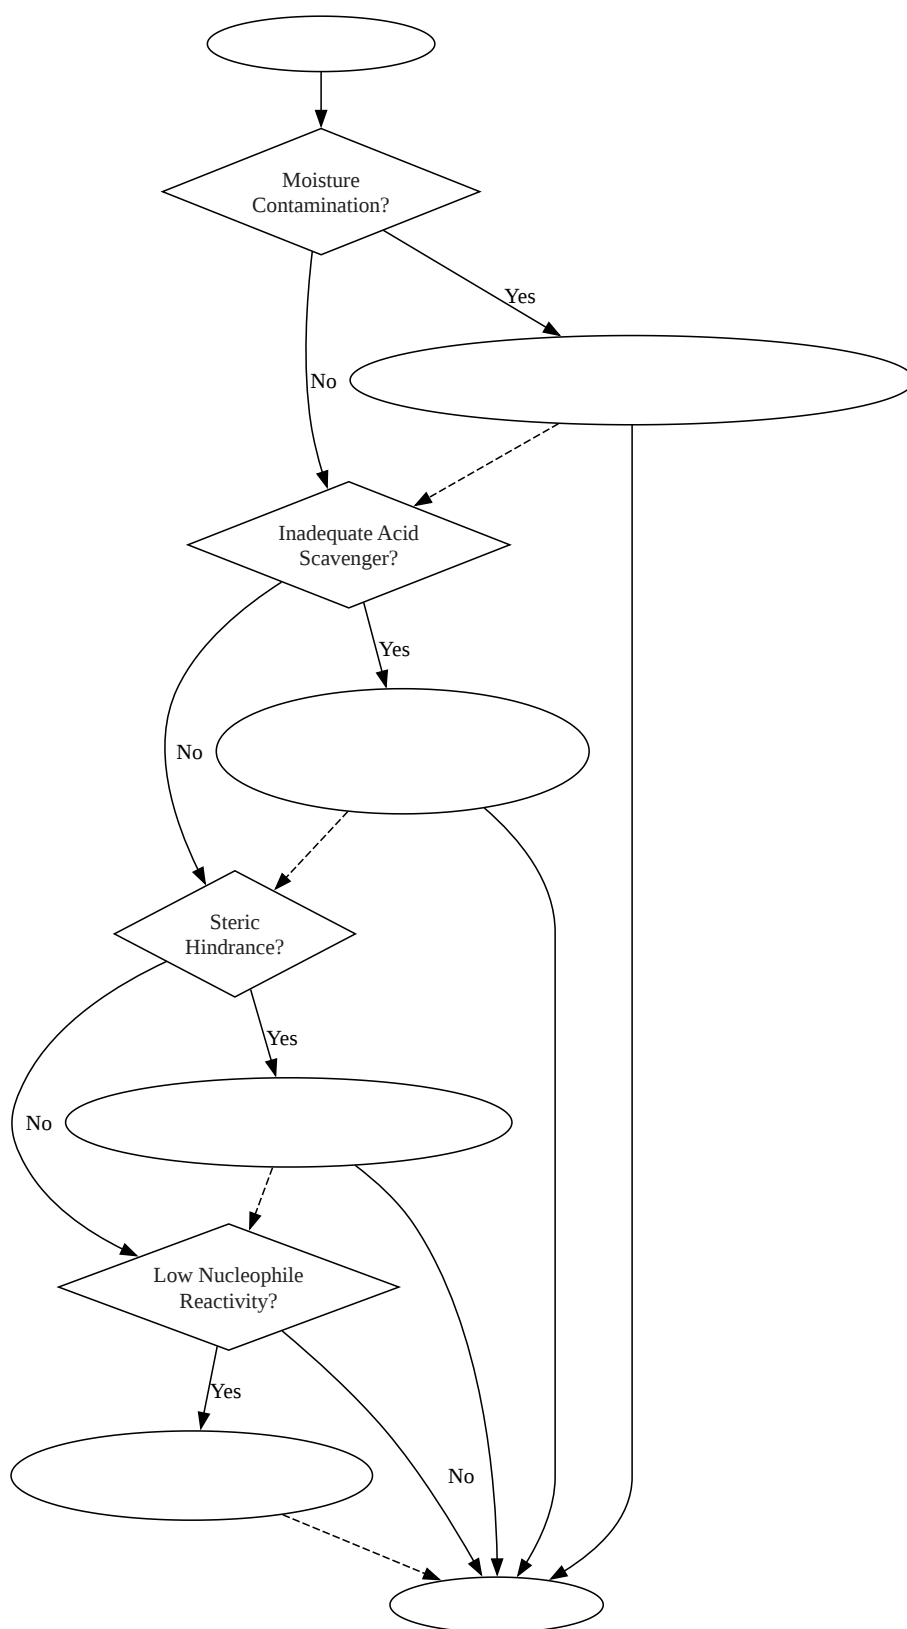 Moisture
Contamination?
Yes
No
Inadequate Acid
Scavenger?
Yes
No
Steric
Hindrance?
Yes
No
Low Nucleophile
Reactivity?
Yes
No